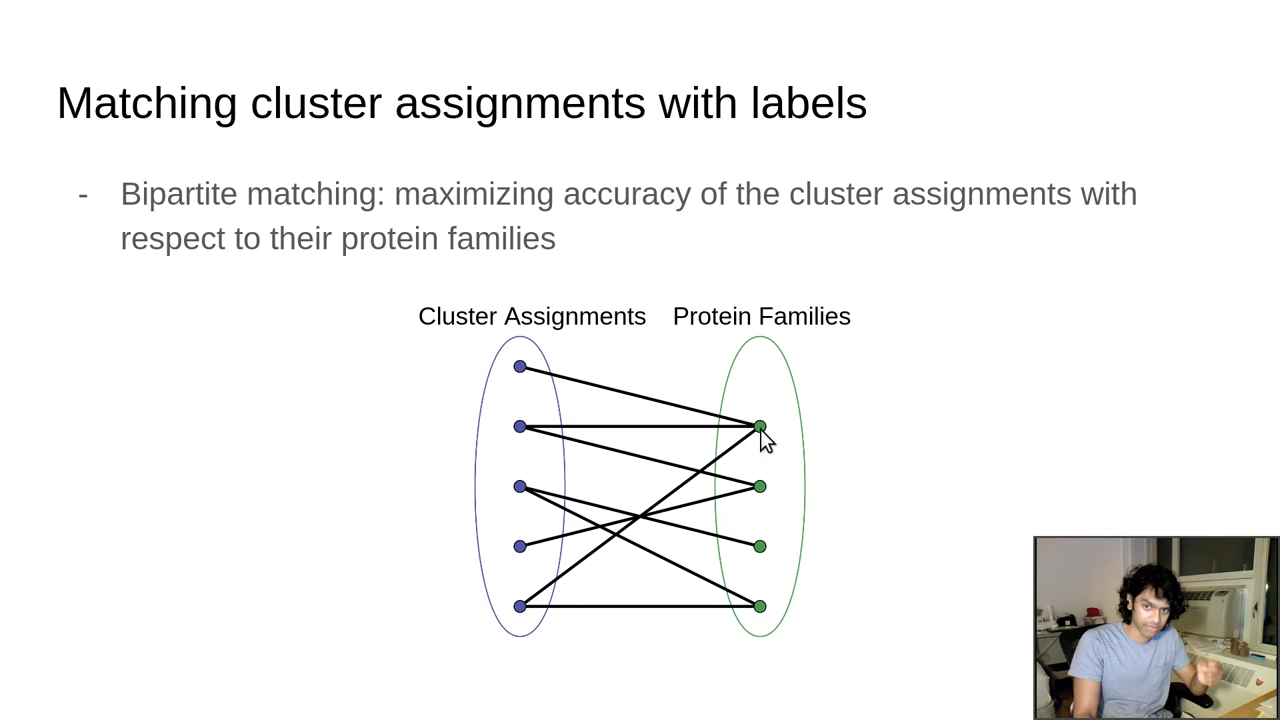 Matching cluster assignments with labels
- Bipartite matching: maximizing accuracy of the cluster assignments with
respect to their protein families
Cluster Assignments Protein Families